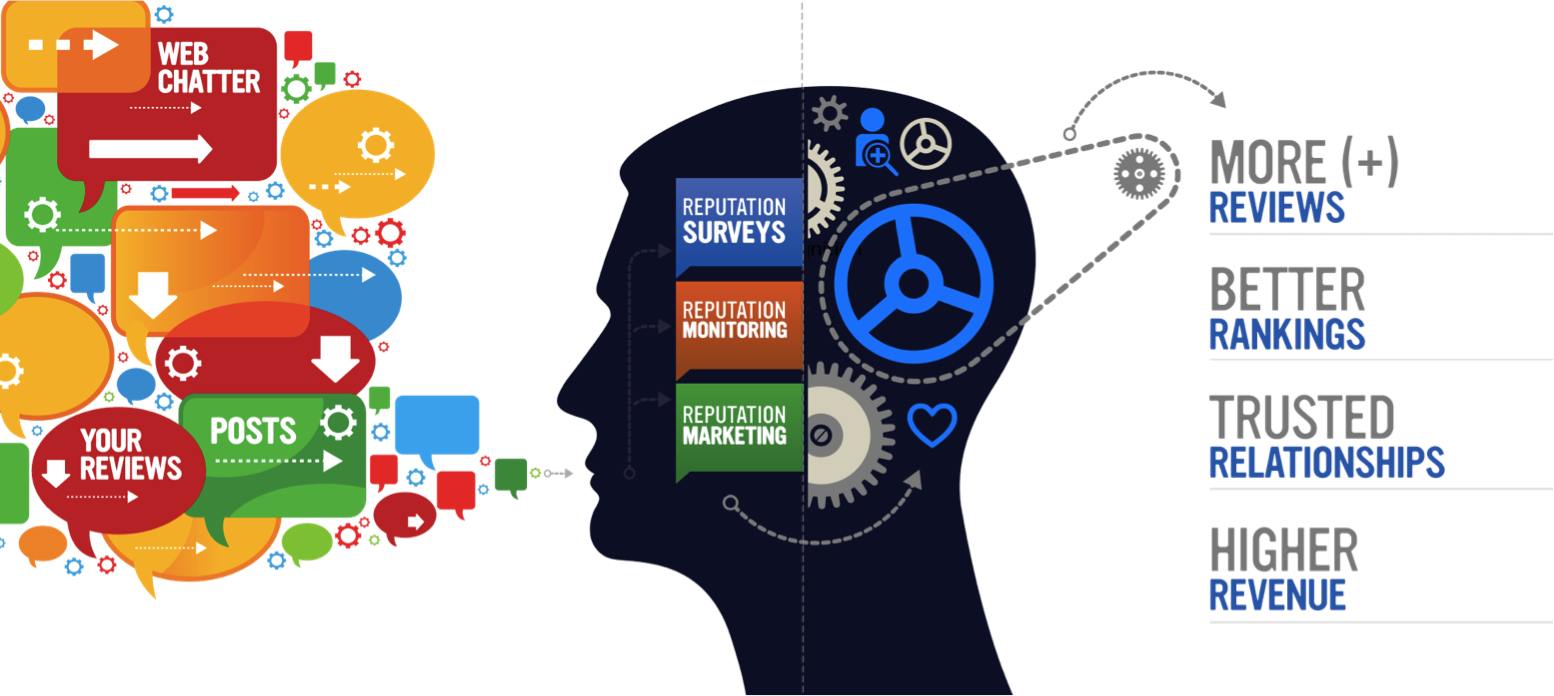 WEB
CHATTER
YOUR
REVIEWS
POSTS
REPUTATION
SURVEYS
REPUTATION
MONITORING
REPUTATION
MARKETING
MORE (+)
REVIEWS
BETTER
RANKINGS
TRUSTED
RELATIONSHIPS
HIGHER
REVENUE